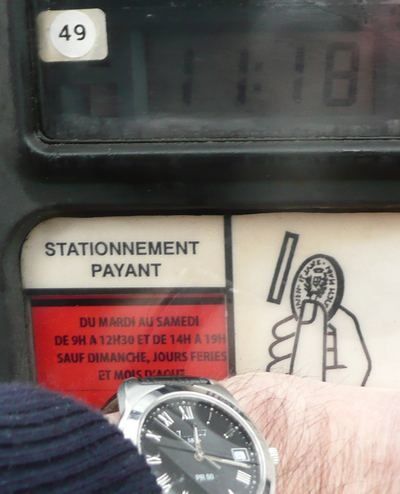 49
11:18
STATIONNEMENT
PAYANT
DU MARDI AU SAMEDI
DE 9H A 12H30 ET DE 14H A 19H
SAUF DIMANCHE, JOURS FERIES
ET MOIS D'AOUT